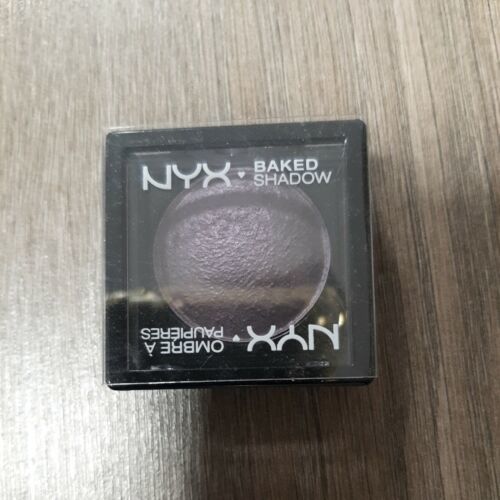 NYX
BAKED
SHADOW
NYX
OMBRE À
PAUPIÈRES